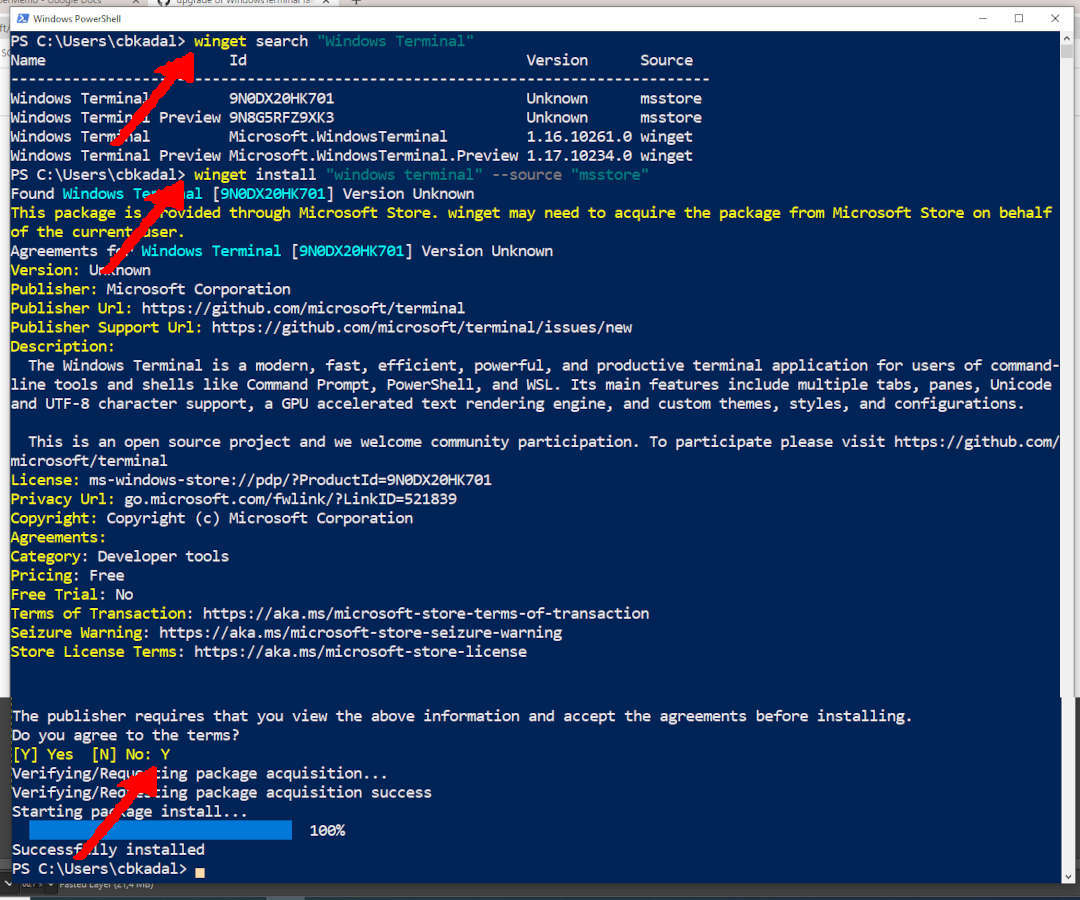 Windows PowerShell
PS C:\Users\cbkadal> winget search "Windows Terminal"
Name Id Version Source
--------------------------------------------------------------------------------
Windows Terminal 9N0DX20HK701 Unknown msstore
Windows Terminal Preview 9N8G5RFZ9XK3 Unknown msstore
Windows Terminal Microsoft.WindowsTerminal 1.16.10261.0 winget
Windows Terminal Preview Microsoft.WindowsTerminal.Preview 1.17.10234.0 winget
PS C:\Users\cbkadal> winget install "windows terminal" --source "msstore"
Found Windows Terminal [9N0DX20HK701] Version Unknown
This package is provided through Microsoft Store. winget may need to acquire the package from Microsoft Store on behalf
of the current user.
Agreements for Windows Terminal [9N0DX20HK701] Version Unknown
Version: Unknown
Publisher: Microsoft Corporation
Publisher Url: https://github.com/microsoft/terminal
Publisher Support Url: https://github.com/microsoft/terminal/issues/new
Description:
The Windows Terminal is a modern, fast, efficient, powerful, and productive terminal application for users of command-
line tools and shells like Command Prompt, PowerShell, and WSL. Its main features include multiple tabs, panes, Unicode
and UTF-8 character support, a GPU accelerated text rendering engine, and custom themes, styles, and configurations.
This is an open source project and we welcome community participation. To participate please visit https://github.com/
microsoft/terminal
License: ms-windows-store://pdp/?ProductId=9N0DX20HK701
Privacy Url: go.microsoft.com/fwlink/?LinkID=521839
Copyright: Copyright (c) Microsoft Corporation
Agreements:
Category: Developer tools
Pricing: Free
Free Trial: No
Terms of Transaction: https://aka.ms/microsoft-store-terms-of-transaction
Seizure Warning: https://aka.ms/microsoft-store-seizure-warning
Store License Terms: https://aka.ms/microsoft-store-license
The publisher requires that you view the above information and accept the agreements before installing.
Do you agree to the terms?
[Y] Yes [N] No: Y
Verifying/Requesting package acquisition...
Verifying/Requesting package acquisition success
Starting package install...
100%
Successfully installed
PS C:\Users\cbkadal>
Pasted Layer (21,4 MB)